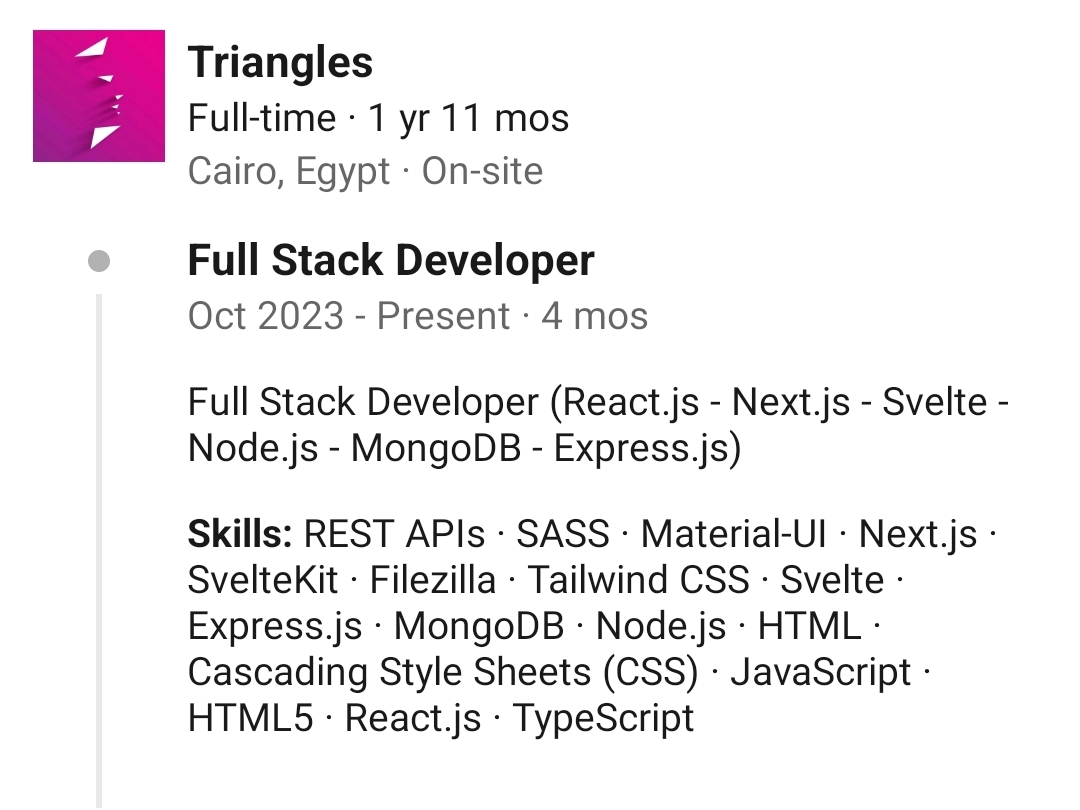 Triangles
Full-time · 1 yr 11 mos
Cairo, Egypt · On-site
Full Stack Developer
Oct 2023 - Present · 4 mos
Full Stack Developer (React.js - Next.js - Svelte -
Node.js - MongoDB - Express.js)
Skills: REST APIs · SASS · Material-UI · Next.js ·
SvelteKit · Filezilla · Tailwind CSS · Svelte ·
Express.js · MongoDB · Node.js · HTML ·
Cascading Style Sheets (CSS) · JavaScript ·
HTML5 · React.js · TypeScript